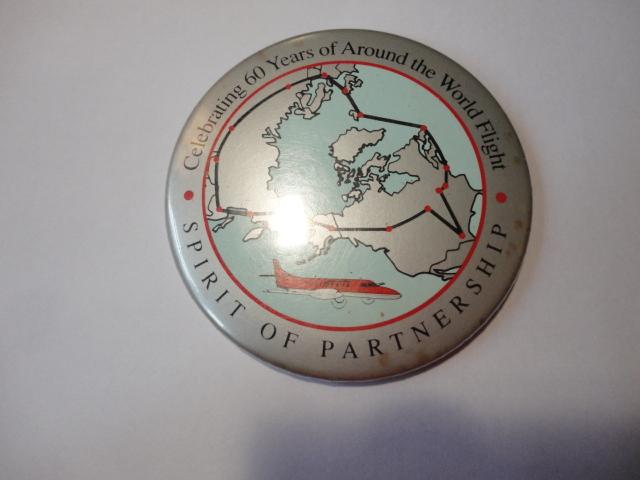 Celebrating 60 Years of Around the World Flight
SPIRIT OF PARTNERSHIP